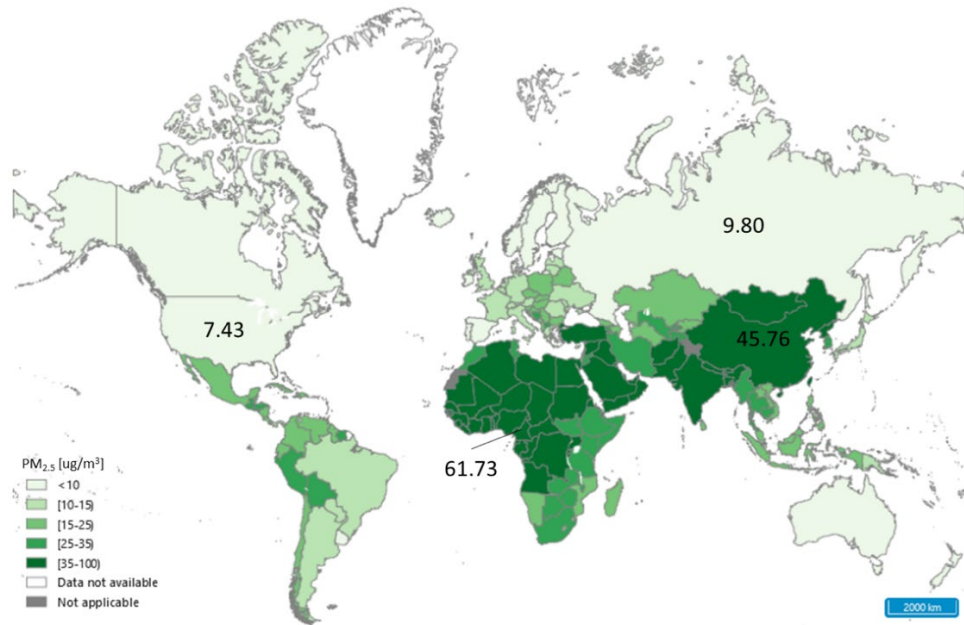 9.80
7.43
45.76
61.73
PM2.5 [ug/m³]
<10
[10-15)
[15-25)
[25-35)
[35-100)
Data not available
Not applicable
2000 km